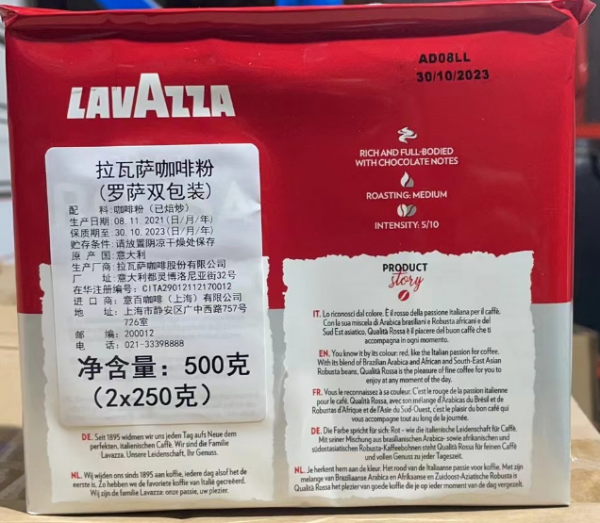 AD08LL
30/10/2023
LAVAZZA
RICH AND FULL-BODIED
WITH CHOCOLATE NOTES
ROASTING: MEDIUM
INTENSITY: 5/10
拉瓦萨咖啡粉
(罗萨双包装)
配 料:咖啡粉（已焙炒）
生产日期:08.11.2021(日/月/年)
保质期至:30.10.2023(日/月/年)
贮存条件:请放置阴凉干燥处保存
原产国:意大利
生产厂商:拉瓦萨咖啡股份有限公司
厂 址:意大利都灵博洛尼亚街32号
在华注册编号:CITA29012112170012
进口商:意百咖啡（上海）有限公司
地 址:上海市静安区广中西路757号
726室
邮 编:200012
电 话:021-33398888
净含量：500克
（2x250克）
DE. Seit 1895 widmen wir uns jeden Tag aufs Neue dem
perfekten, italienischen Caffè. Wir sind die Familie
Lavazza. Unsere Leidenschaft, Ihr Genuss.
NL. Wij wijden ons sinds 1895 aan koffie, iedere dag alsof het de
eerste is. Zo hebben we de favoriete koffie van Italië gecreëerd.
Wij zijn de familie Lavazza: onze passie, uw plezier.
PRODUCT
story
IT. Lo riconosci dal colore. È il rosso della passione italiana per il caffè.
Con la sua miscela di Arabica brasiliani e Robusta africani e del
Sud Est asiatico, Qualità Rossa è il piacere del buon caffè che ti
accompagna in ogni momento.
EN. You know it by its colour: red, like the Italian passion for coffee.
With its blend of Brazilian Arabica and African and South-East Asian
Robusta beans, Qualità Rossa is the pleasure of fine coffee for you to
enjoy at any moment of the day.
FR. Vous le reconnaissez à sa couleur. C'est le rouge de la passion italienne
pour le café. Qualità Rossa, avec son mélange d'Arabicas du Brésil et de
Robustas d'Afrique et de l'Asie du Sud-Ouest, c'est le plaisir du bon café qui
vous accompagne tout au long de la journée.
DE. Die Farbe spricht für sich: Rot - wie die italienische Leidenschaft für Caffè.
Mit seiner Mischung aus brasilianischen Arabica- sowie afrikanischen und
südostasiatischen Robusta-Kaffeebohnen steht Qualità Rossa für feinen Caffè
und vollen Genuss zu jeder Tageszeit.
NL. Je herkent hem aan de kleur. Het rood van de Italiaanse passie voor koffie. Met zijn
melange van Braziliaanse Arabica en Afrikaanse en Zuidoost-Aziatische Robusta is
Qualità Rossa het plezier van goede koffie die je op ieder moment van de dag vergezelt.